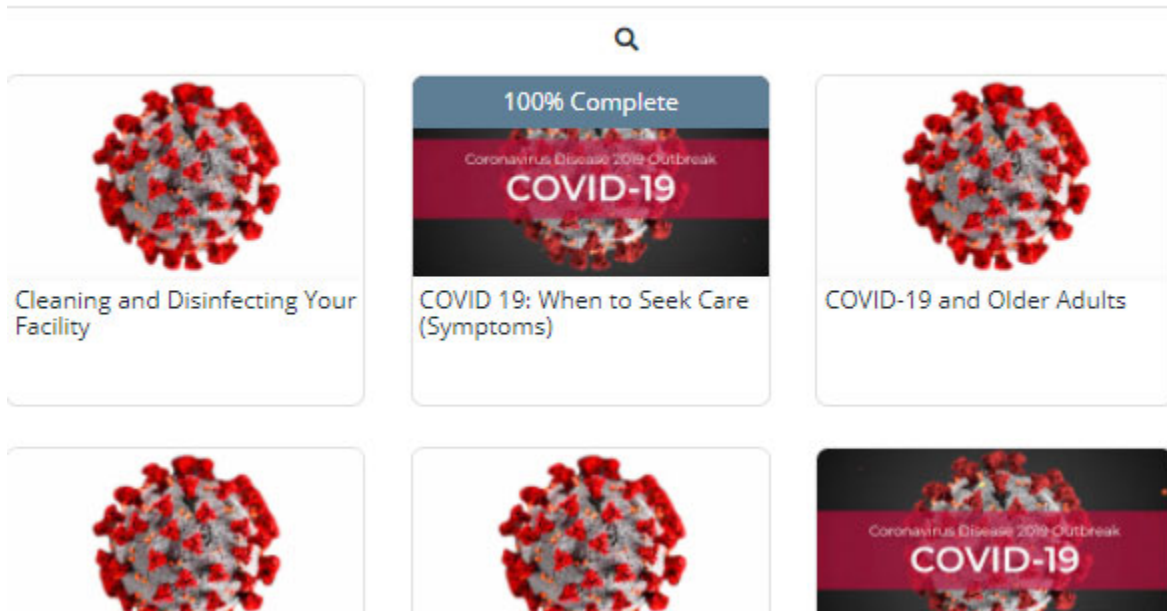 100% Complete
Coronavirus Disease 2019 Outbreak
COVID-19
Cleaning and Disinfecting Your
Facility
COVID 19: When to Seek Care
(Symptoms)
COVID-19 and Older Adults
Coronavirus Disease 2019 Outbreak
COVID-19